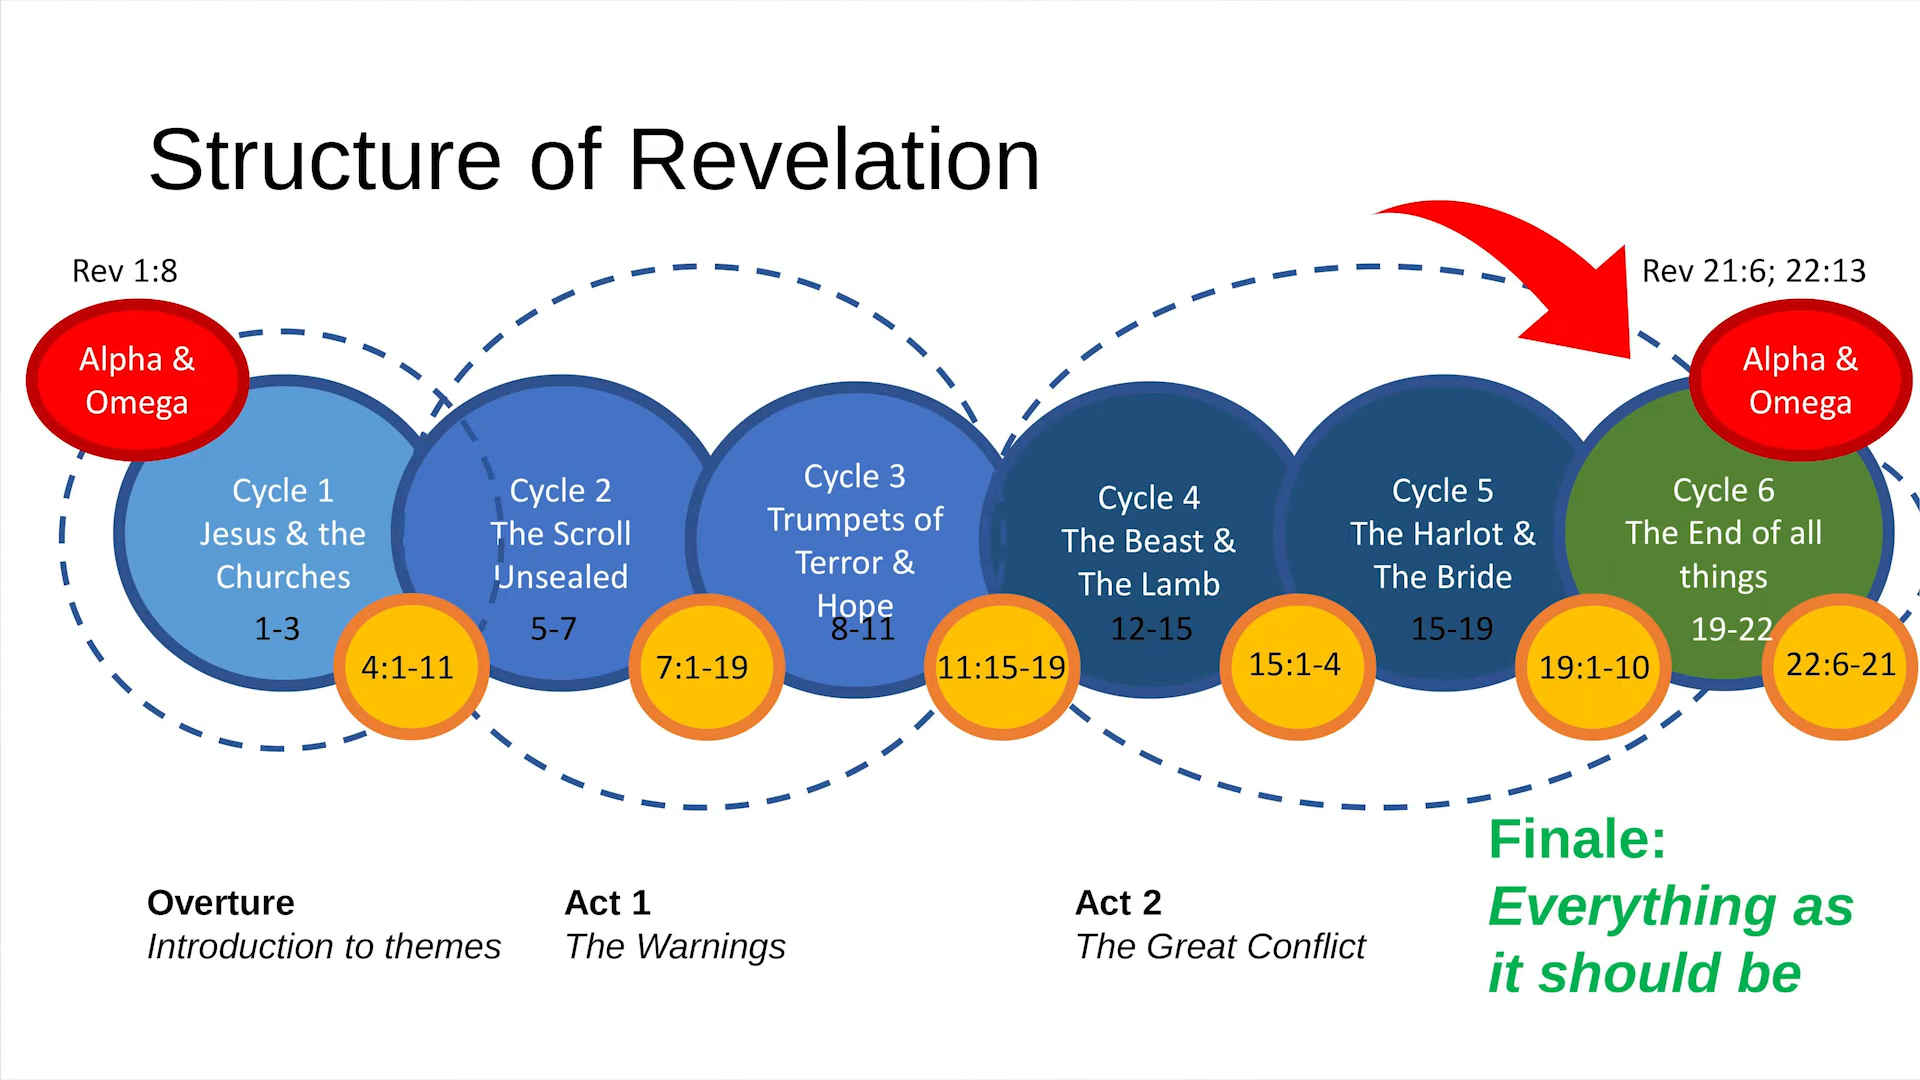 Structure of Revelation
Rev 1:8
Rev 21:6; 22:13
Alpha &
Omega
Alpha &
Omega
Cycle 1
Jesus & the
Churches
1-3
Cycle 2
The Scroll
Unsealed
5-7
Cycle 3
Trumpets of
Terror &
Hope
8-11
Cycle 4
The Beast &
The Lamb
12-15
Cycle 5
The Harlot &
The Bride
15-19
Cycle 6
The End of all
things
19-22
4:1-11
7:1-19
11:15-19
15:1-4
19:1-10
22:6-21
Overture
Introduction to themes
Act 1
The Warnings
Act 2
The Great Conflict
Finale:
Everything as
it should be